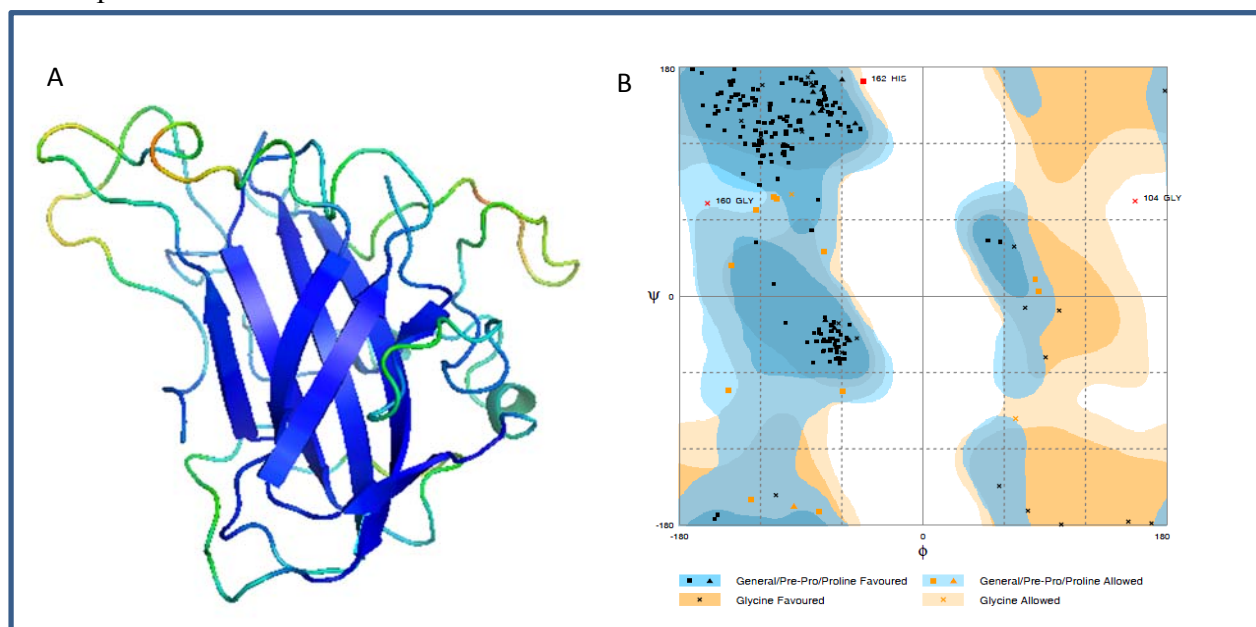 A
B
180
162 HIS
160 GLY
104 GLY
Ψ 0
-180
-180
0
180
Φ
General/Pre-Pro/Proline Favoured
General/Pre-Pro/Proline Allowed
Glycine Favoured
Glycine Allowed